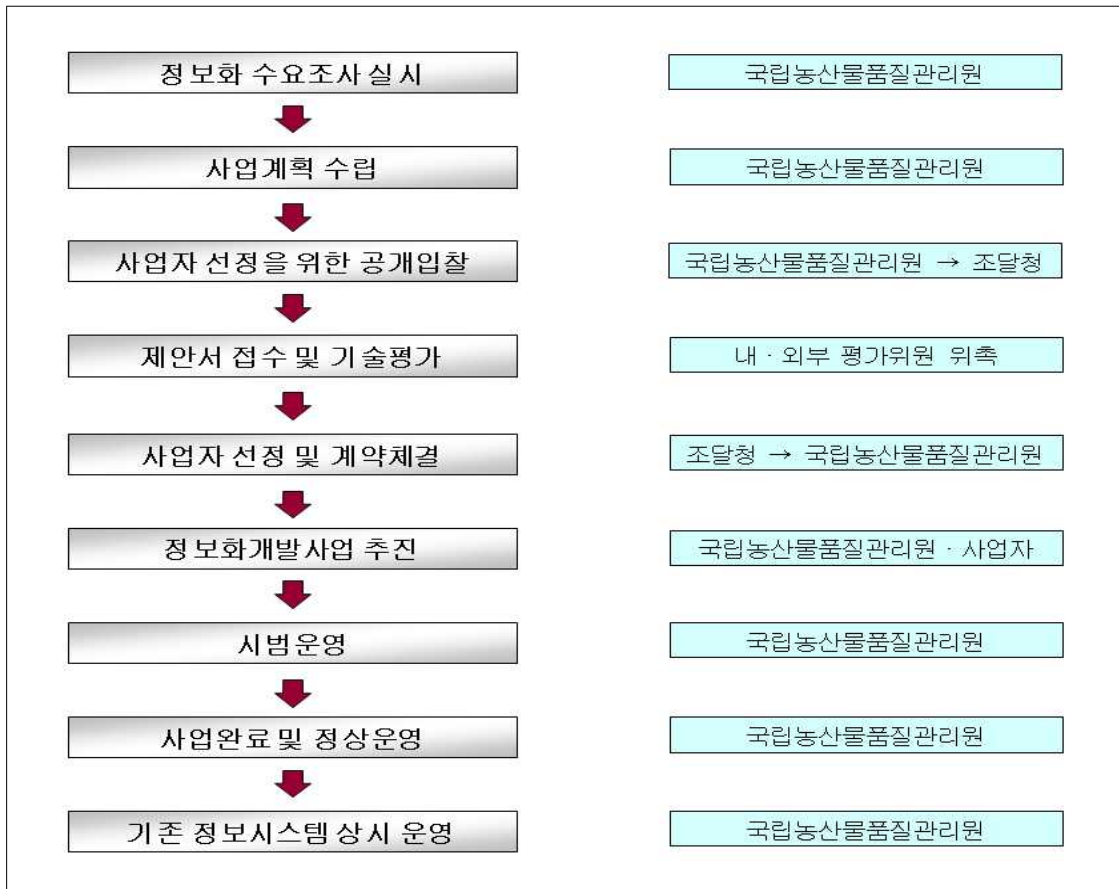 정보화 수요조사 실시
국립농산물품질관리원
사업계획 수립
국립농산물품질관리원
사업자 선정을 위한 공개입찰
국립농산물품질관리원 → 조달청
제안서 접수 및 기술평가
내 · 외부 평가위원 위촉
사업자 선정 및 계약체결
조달청 → 국립농산물품질관리원
정보화개발사업 추진
국립농산물품질관리원 · 사업자
시범운영
국립농산물품질관리원
사업완료 및 정상운영
국립농산물품질관리원
기존 정보시스템 상시 운영
국립농산물품질관리원